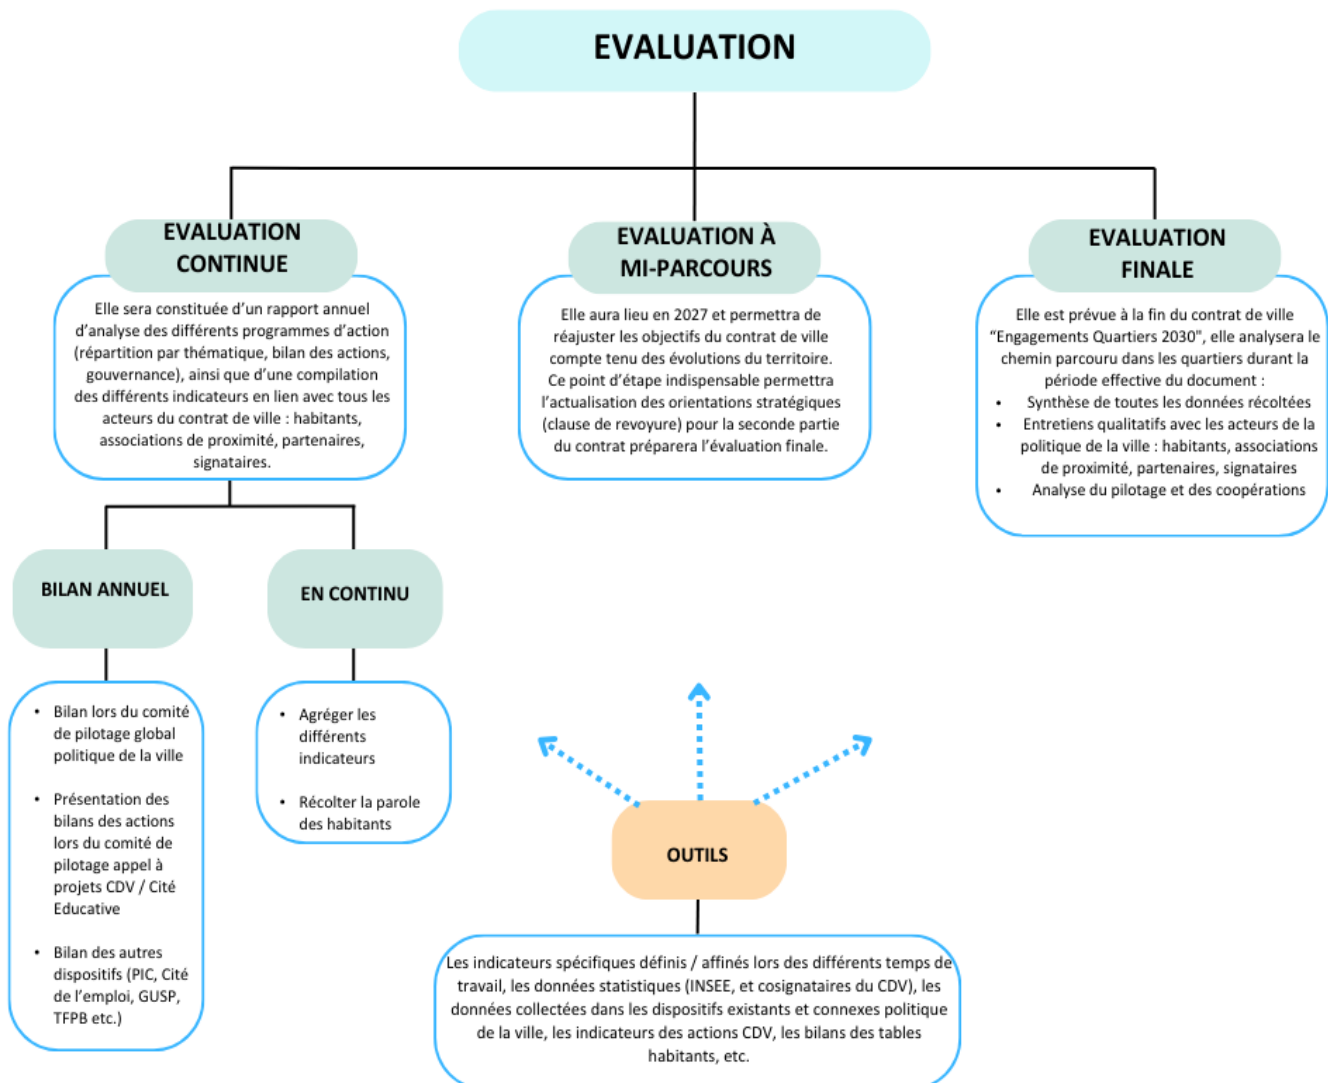 EVALUATION
EVALUATION
CONTINUE
Elle sera constituée d'un rapport annuel
d'analyse des différents programmes d'action
(répartition par thématique, bilan des actions,
gouvernance), ainsi que d'une compilation
des différents indicateurs en lien avec tous les
acteurs du contrat de ville : habitants,
associations de proximité, partenaires,
signataires.
EVALUATION À
MI-PARCOURS
Elle aura lieu en 2027 et permettra de
réajuster les objectifs du contrat de ville
compte tenu des évolutions du territoire.
Ce point d'étape indispensable permettra
l'actualisation des orientations stratégiques
(clause de revoyure) pour la seconde partie
du contrat préparera l'évaluation finale.
EVALUATION
FINALE
Elle est prévue à la fin du contrat de ville
“Engagements Quartiers 2030", elle analysera le
chemin parcouru dans les quartiers durant la
période effective du document :
• Synthèse de toutes les données récoltées
• Entretiens qualitatifs avec les acteurs de la
politique de la ville : habitants, associations
de proximité, partenaires, signataires
• Analyse du pilotage et des coopérations
BILAN ANNUEL
• Bilan lors du comité
de pilotage global
politique de la ville
• Présentation des
bilans des actions
lors du comité de
pilotage appel à
projets CDV / Cité
Educative
• Bilan des autres
dispositifs (PIC, Cité
de l'emploi, GUSP,
TFPB etc.)
EN CONTINU
• Agréger les
différents
indicateurs
• Récolter la parole
des habitants
OUTILS
Les indicateurs spécifiques définis / affinés lors des différents temps de
travail, les données statistiques (INSEE, et cosignataires du CDV), les
données collectées dans les dispositifs existants et connexes politique
de la ville, les indicateurs des actions CDV, les bilans des tables
habitants, etc.